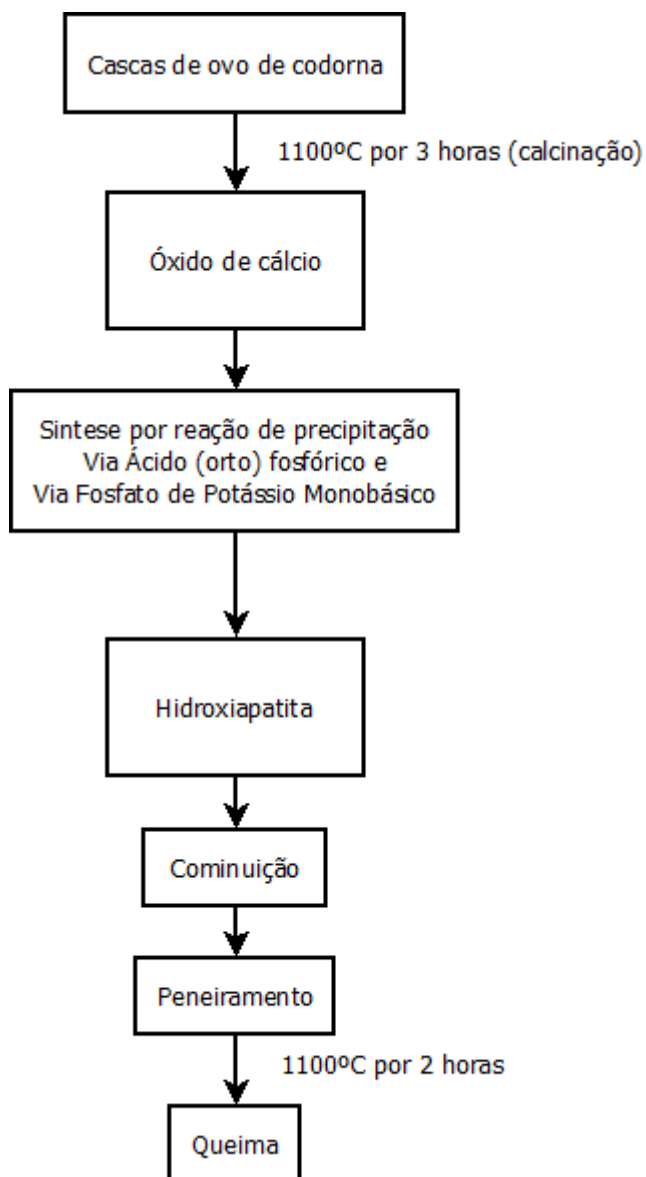 Cascas de ovo de codorna
1100ºC por 3 horas (calcinação)
Óxido de cálcio
Sintese por reação de precipitação
Via Ácido (orto) fosfórico e
Via Fosfato de Potássio Monobásico
Hidroxiapatita
Cominuição
Peneiramento
1100ºC por 2 horas
Queima